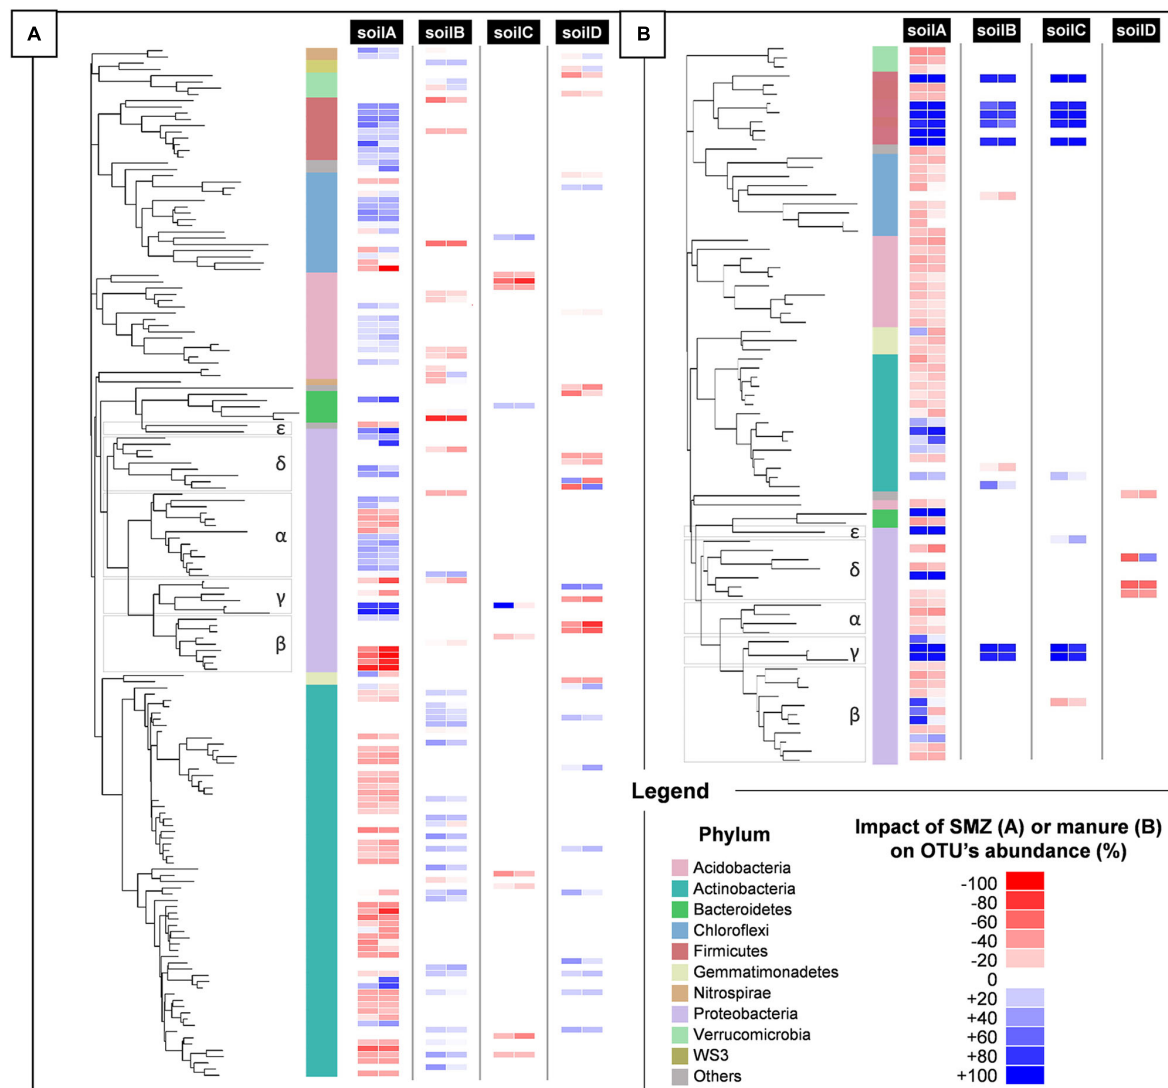 A
soilA soilB soilC soilD
ε
δ
α
γ
β
B
soilA soilB soilC soilD
ε
δ
α
γ
β
Legend
Phylum
Acidobacteria
Actinobacteria
Bacteroidetes
Chloroflexi
Firmicutes
Gemmatimonadetes
Nitrospirae
Proteobacteria
Verrucomicrobia
WS3
Others
Impact of SMZ (A) or manure (B)
on OTU's abundance (%)
-100
-80
-60
-40
-20
0
+20
+40
+60
+80
+100